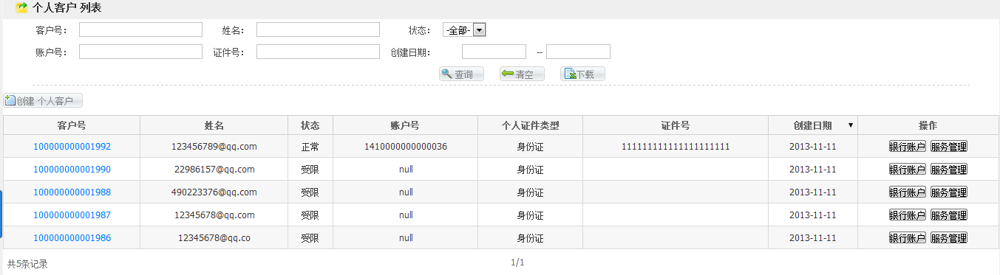 个人客户 列表
客户号： 姓名： 状态： -全部-
账户号： 证件号： 创建日期： --
查询 清空 下载
创建 个人客户
客户号 姓名 状态 账户号 个人证件类型 证件号 创建日期 ▼ 操作
100000000001992 123456789@qq.com 正常 1410000000000036 身份证 111111111111111111111 2013-11-11 银行账户 服务管理
100000000001990 22986157@qq.com 受限 null 身份证 2013-11-11 银行账户 服务管理
100000000001988 490223376@qq.com 受限 null 身份证 2013-11-11 银行账户 服务管理
100000000001987 12345678@qq.com 受限 null 身份证 2013-11-11 银行账户 服务管理
100000000001986 12345678@qq.co 受限 null 身份证 2013-11-11 银行账户 服务管理
共5条记录 1/1